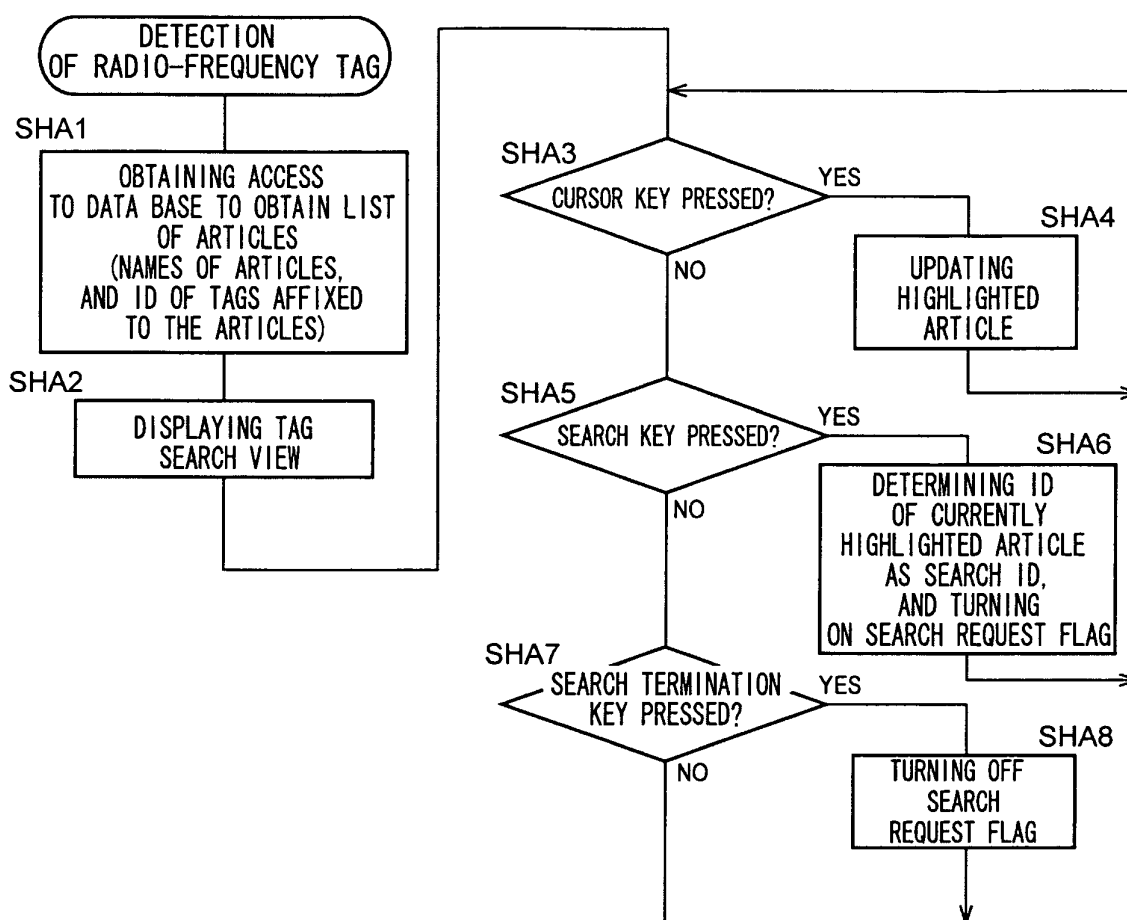 DETECTION
OF RADIO-FREQUENCY TAG
SHA1
OBTAINING ACCESS
TO DATA BASE TO OBTAIN LIST
OF ARTICLES
(NAMES OF ARTICLES,
AND ID OF TAGS AFFIXED
TO THE ARTICLES)
SHA2
DISPLAYING TAG
SEARCH VIEW
SHA3
CURSOR KEY PRESSED?
YES
NO
SHA4
UPDATING
HIGHLIGHTED
ARTICLE
SHA5
SEARCH KEY PRESSED?
YES
NO
SHA6
DETERMINING ID
OF CURRENTLY
HIGHLIGHTED ARTICLE
AS SEARCH ID,
AND TURNING
ON SEARCH REQUEST FLAG
SHA7
SEARCH TERMINATION
KEY PRESSED?
YES
NO
SHA8
TURNING OFF
SEARCH
REQUEST FLAG